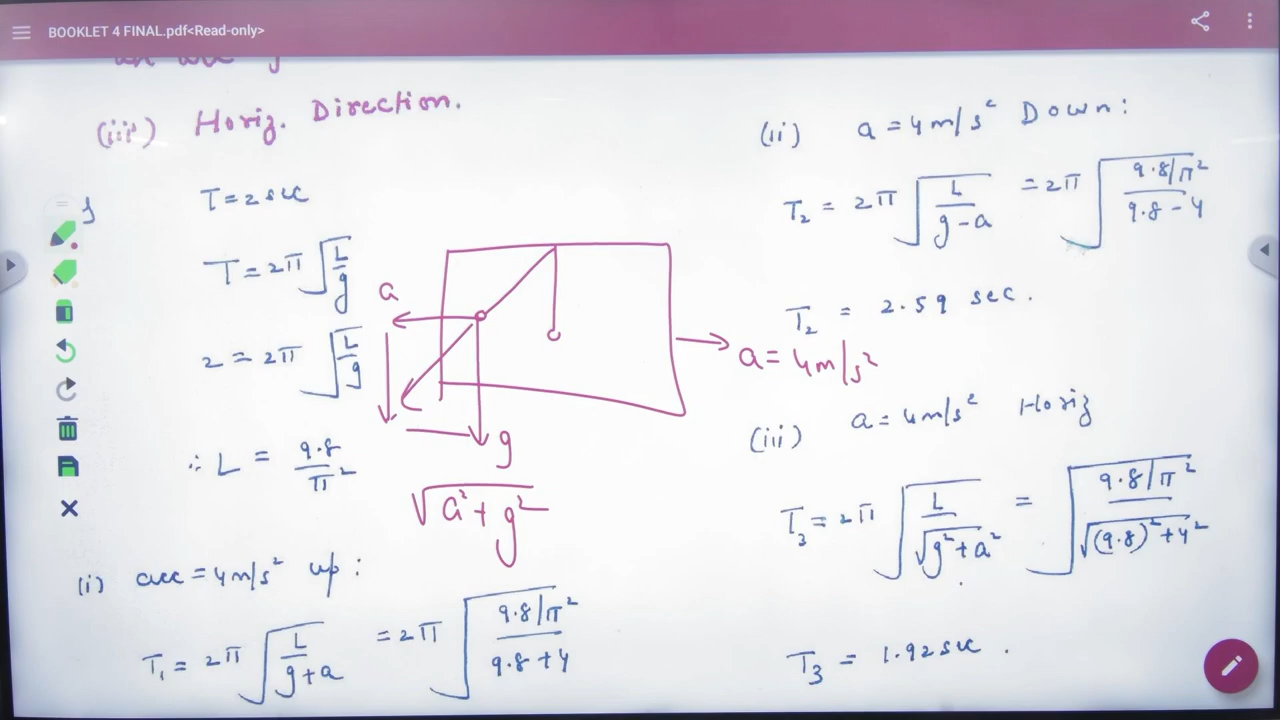 BOOKLET 4 FINAL.pdf<Read-only>
(iii) Horiz. Direction.
T = 2 sec
T = 2π √(L/g)
2 = 2π √(L/g)
∴ L = 9.8/π²
(i) acc = 4 m/s² up :
T₁ = 2π √(L/(g+a)) = 2π √((9.8/π²)/(9.8+4))
a
g
√(a²+g²)
a = 4 m/s²
(ii) a = 4 m/s² Down :
T₂ = 2π √(L/(g-a)) = 2π √((9.8/π²)/(9.8-4))
T₂ = 2.59 sec.
(iii) a = 4 m/s² Horiz
T₃ = 2π √(L/√(g²+a²)) = √((9.8/π²)/√((9.8)²+4²))
T₃ = 1.92 sec.